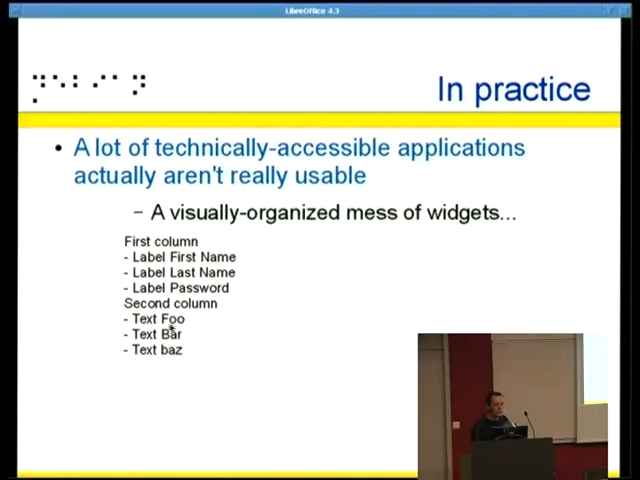 LibreOffice 4.3
⡙⠑⠃⠊⠁⠝
In practice
• A lot of technically-accessible applications
actually aren't really usable
– A visually-organized mess of widgets...
First column
- Label First Name
- Label Last Name
- Label Password
Second column
- Text Foo
- Text Bar
- Text baz